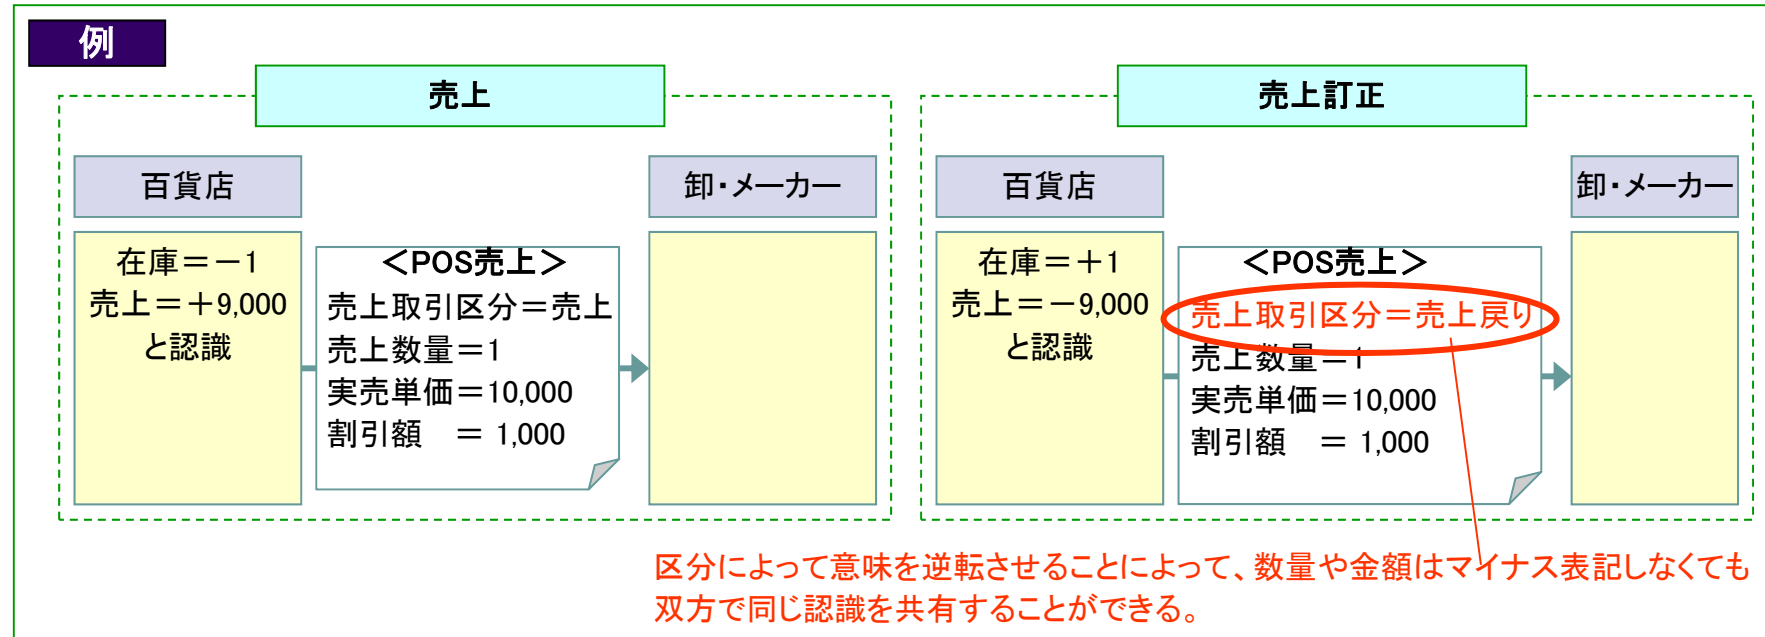 例
売上
百貨店
卸・メーカー
在庫＝－1
売上＝＋9,000
と認識
＜POS売上＞
売上取引区分＝売上
売上数量＝1
実売単価＝10,000
割引額　＝ 1,000
売上訂正
百貨店
卸・メーカー
在庫＝＋1
売上＝－9,000
と認識
＜POS売上＞
売上取引区分＝売上戻り
売上数量＝1
実売単価＝10,000
割引額　＝ 1,000
区分によって意味を逆転させることによって、数量や金額はマイナス表記しなくても
双方で同じ認識を共有することができる。